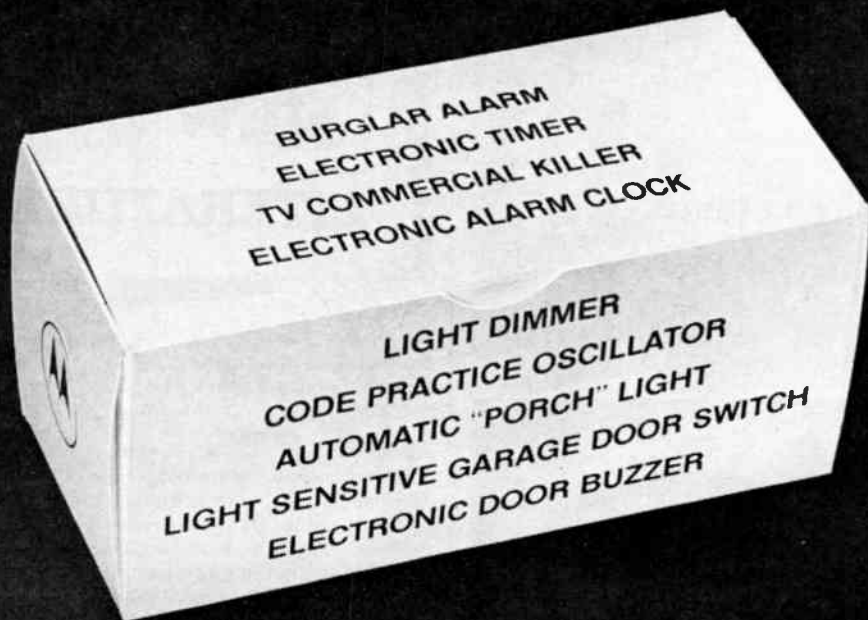 BURGLAR ALARM
ELECTRONIC TIMER
TV COMMERCIAL KILLER
ELECTRONIC ALARM CLOCK
LIGHT DIMMER
CODE PRACTICE OSCILLATOR
AUTOMATIC "PORCH" LIGHT
LIGHT SENSITIVE GARAGE DOOR SWITCH
ELECTRONIC DOOR BUZZER